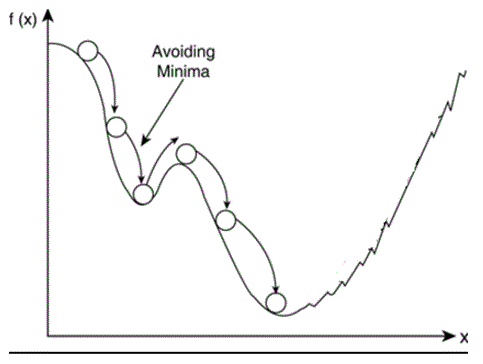 f (x)
Avoiding
Minima
x